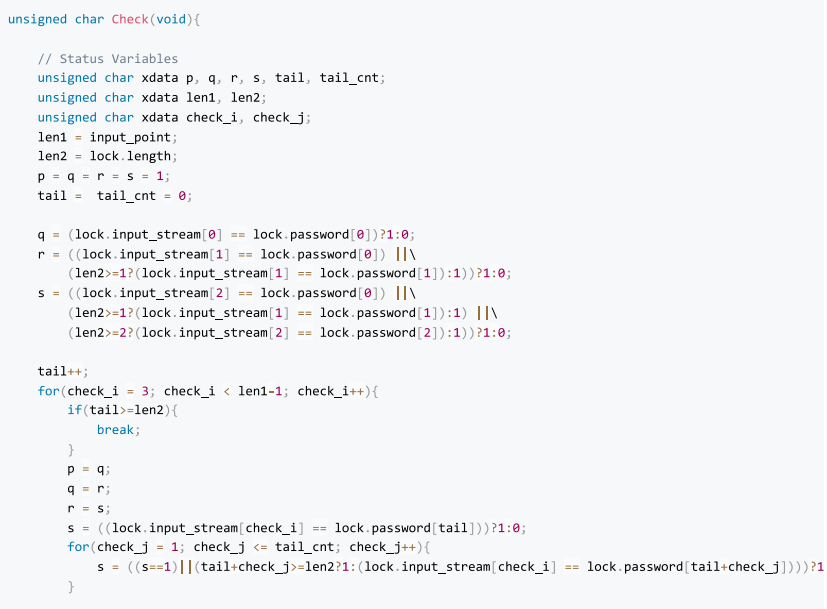 unsigned char Check(void){
// Status Variables
unsigned char xdata p, q, r, s, tail, tail_cnt;
unsigned char xdata len1, len2;
unsigned char xdata check_i, check_j;
len1 = input_point;
len2 = lock.length;
p = q = r = s = 1;
tail =  tail_cnt = 0;
q = (lock.input_stream[0] == lock.password[0])?1:0;
r = ((lock.input_stream[1] == lock.password[0]) ||\
(len2>=1?(lock.input_stream[1] == lock.password[1]):1))?1:0;
s = ((lock.input_stream[2] == lock.password[0]) ||\
(len2>=1?(lock.input_stream[1] == lock.password[1]):1) ||\
(len2>=2?(lock.input_stream[2] == lock.password[2]):1))?1:0;
tail++;
for(check_i = 3; check_i < len1-1; check_i++){
if(tail>=len2){
break;
}
p = q;
q = r;
r = s;
s = ((lock.input_stream[check_i] == lock.password[tail]))?1:0;
for(check_j = 1; check_j <= tail_cnt; check_j++){
s = ((s==1)||(tail+check_j>=len2?1:(lock.input_stream[check_i] == lock.password[tail+check_j])))?1
}